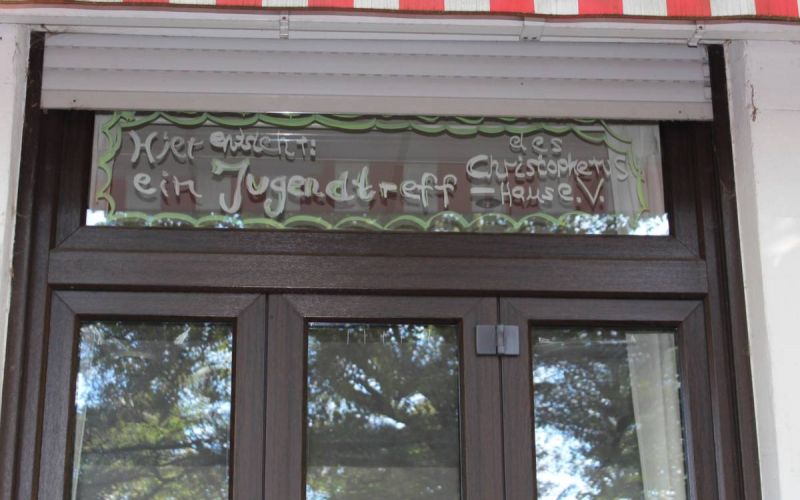 Hier entsteht:
ein Jugendtreff
des
Christophorus
- Haus e.V.